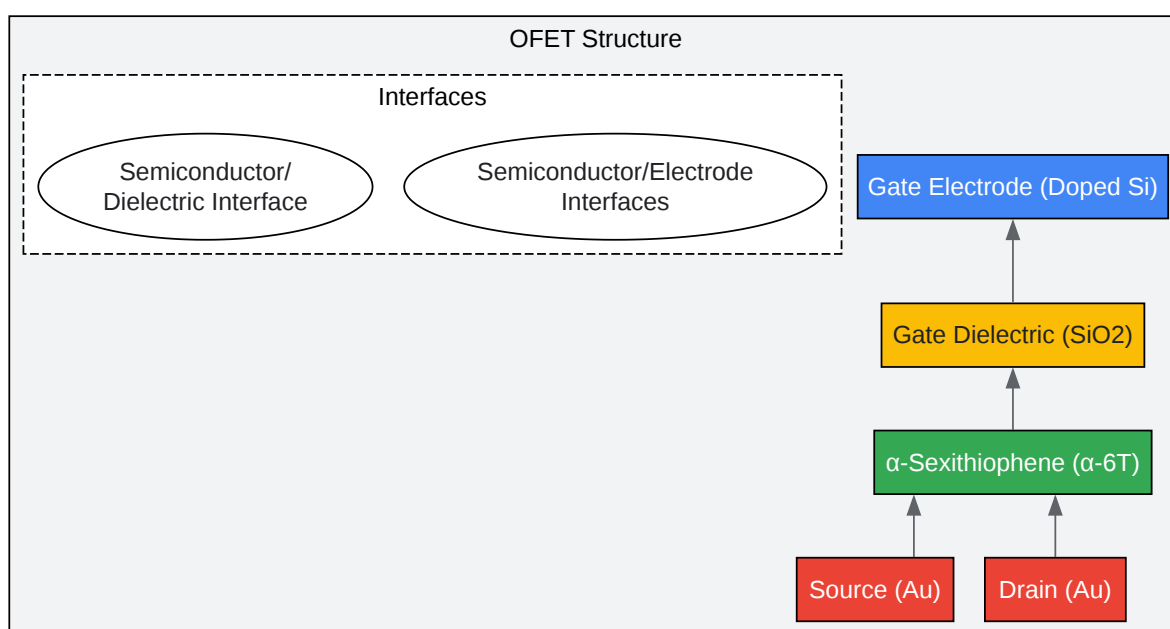 OFET Structure
Interfaces
Semiconductor/
Dielectric Interface
Semiconductor/Electrode
Interfaces
Gate Electrode (Doped Si)
Gate Dielectric (SiO2)
α-Sexithiophene (α-6T)
Source (Au)
Drain (Au)